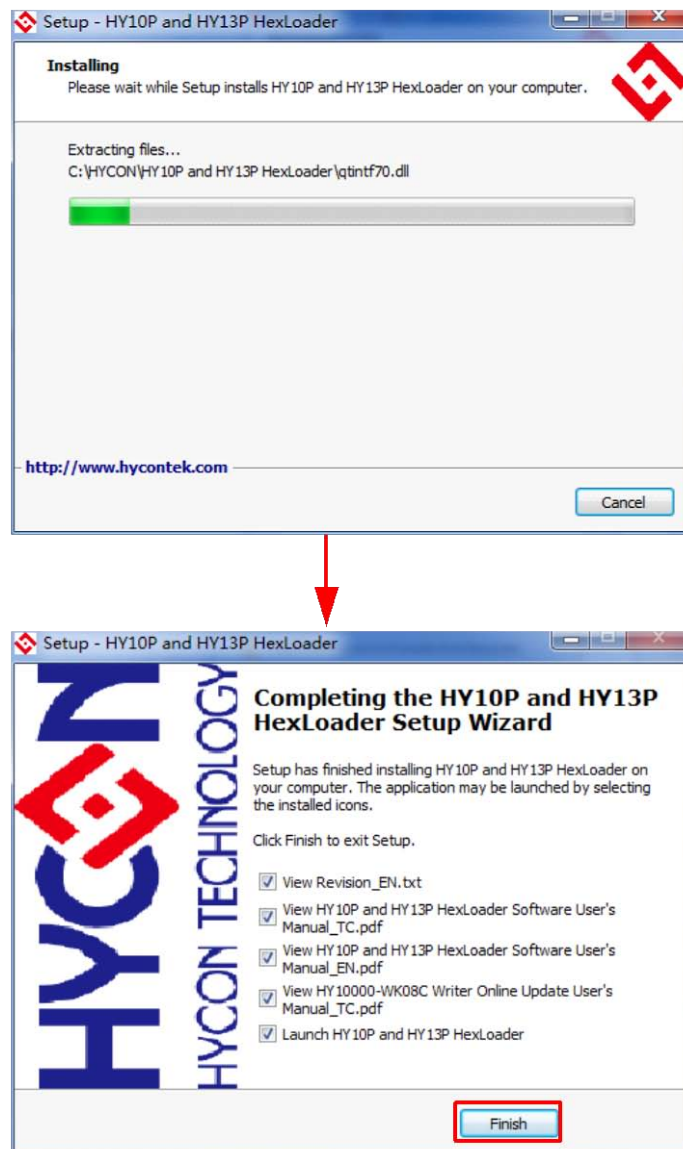 Setup - HY10P and HY13P HexLoader
Installing
Please wait while Setup installs HY10P and HY13P HexLoader on your computer.
Extracting files...
C:\HYCON\HY10P and HY13P HexLoader\qtintf70.dll
http://www.hycontek.com
Cancel
Setup - HY10P and HY13P HexLoader
HYCON
HYCON TECHNOLOGY
Completing the HY10P and HY13P
HexLoader Setup Wizard
Setup has finished installing HY10P and HY13P HexLoader on
your computer. The application may be launched by selecting
the installed icons.
Click Finish to exit Setup.
View Revision_EN.txt
View HY10P and HY13P HexLoader Software User's
Manual_TC.pdf
View HY10P and HY13P HexLoader Software User's
Manual_EN.pdf
View HY10000-WK08C Writer Online Update User's
Manual_TC.pdf
Launch HY10P and HY13P HexLoader
Finish